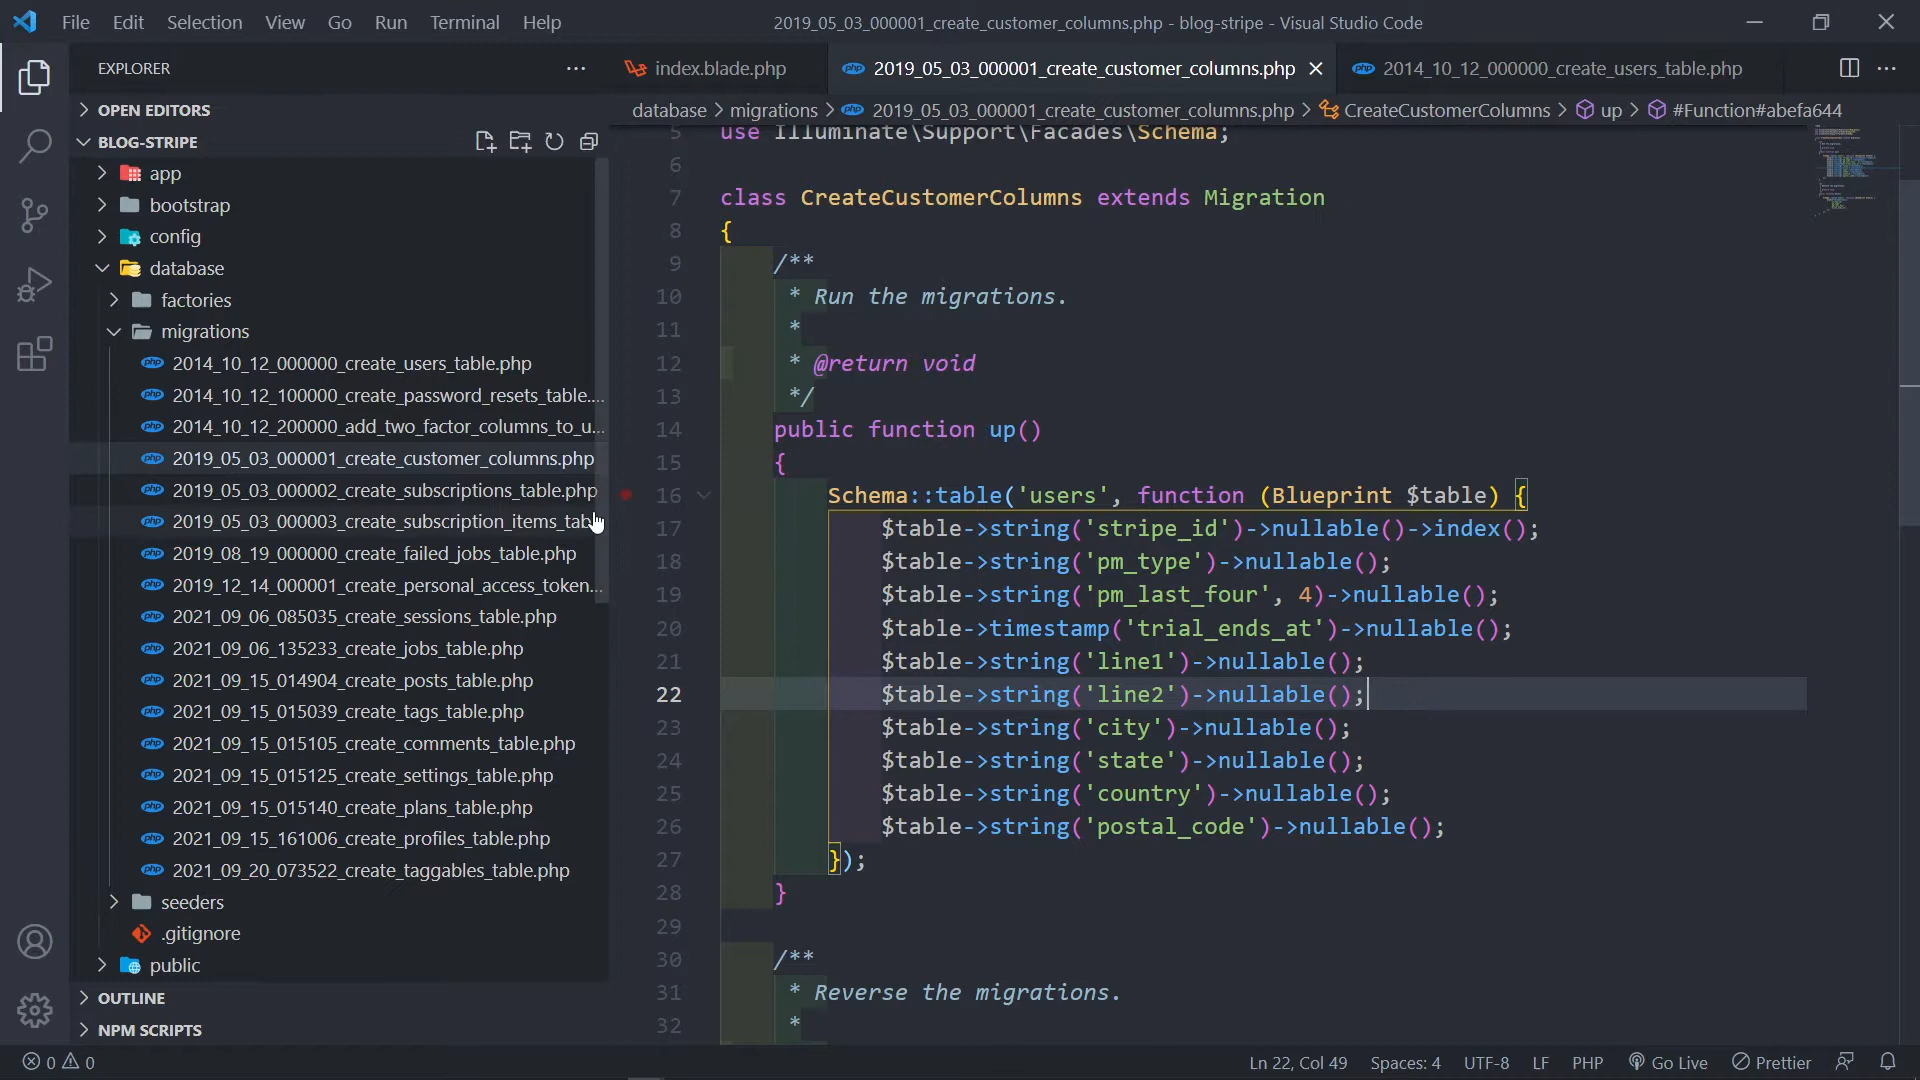 File Edit Selection View Go Run Terminal Help
2019_05_03_000001_create_customer_columns.php - blog-stripe - Visual Studio Code
EXPLORER
OPEN EDITORS
BLOG-STRIPE
app
bootstrap
config
database
factories
migrations
2014_10_12_000000_create_users_table.php
2014_10_12_100000_create_password_resets_table....
2014_10_12_200000_add_two_factor_columns_to_u...
2019_05_03_000001_create_customer_columns.php
2019_05_03_000002_create_subscriptions_table.php
2019_05_03_000003_create_subscription_items_tab
2019_08_19_000000_create_failed_jobs_table.php
2019_12_14_000001_create_personal_access_token...
2021_09_06_085035_create_sessions_table.php
2021_09_06_135233_create_jobs_table.php
2021_09_15_014904_create_posts_table.php
2021_09_15_015039_create_tags_table.php
2021_09_15_015105_create_comments_table.php
2021_09_15_015125_create_settings_table.php
2021_09_15_015140_create_plans_table.php
2021_09_15_161006_create_profiles_table.php
2021_09_20_073522_create_taggables_table.php
seeders
.gitignore
public
OUTLINE
NPM SCRIPTS
index.blade.php 2019_05_03_000001_create_customer_columns.php 2014_10_12_000000_create_users_table.php
database > migrations > 2019_05_03_000001_create_customer_columns.php > CreateCustomerColumns > up > #Function#abefa644
5 use Illuminate\Support\Facades\Schema;
6
7 class CreateCustomerColumns extends Migration
8 {
9 /**
10 * Run the migrations.
11 *
12 * @return void
13 */
14 public function up()
15 {
16 Schema::table('users', function (Blueprint $table) {
17 $table->string('stripe_id')->nullable()->index();
18 $table->string('pm_type')->nullable();
19 $table->string('pm_last_four', 4)->nullable();
20 $table->timestamp('trial_ends_at')->nullable();
21 $table->string('line1')->nullable();
22 $table->string('line2')->nullable();
23 $table->string('city')->nullable();
24 $table->string('state')->nullable();
25 $table->string('country')->nullable();
26 $table->string('postal_code')->nullable();
27 });
28 }
29
30 /**
31 * Reverse the migrations.
32 *
0 0
Ln 22, Col 49 Spaces: 4 UTF-8 LF PHP Go Live Prettier